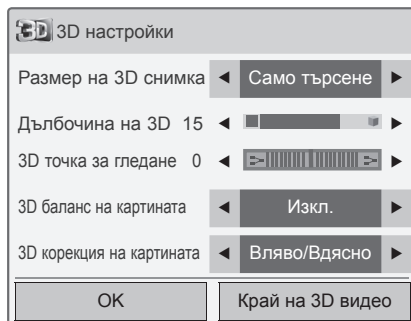 3D 3D настройки
Размер на 3D снимка Само търсене
Дълбочина на 3D 15
3D точка за гледане 0
3D баланс на картината Изкл.
3D корекция на картината Вляво/Вдясно
OK Край на 3D видео